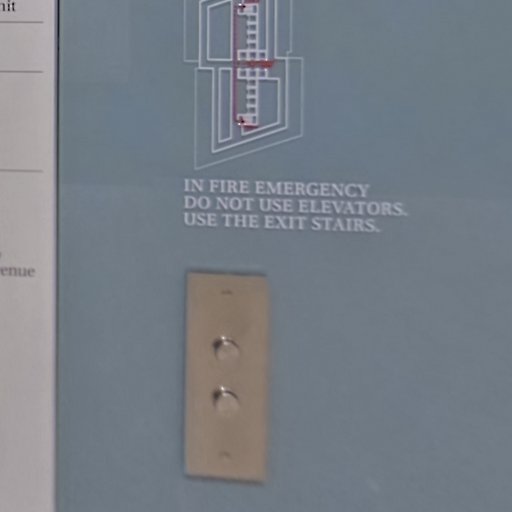 IN FIRE EMERGENCY
DO NOT USE ELEVATORS.
USE THE EXIT STAIRS.